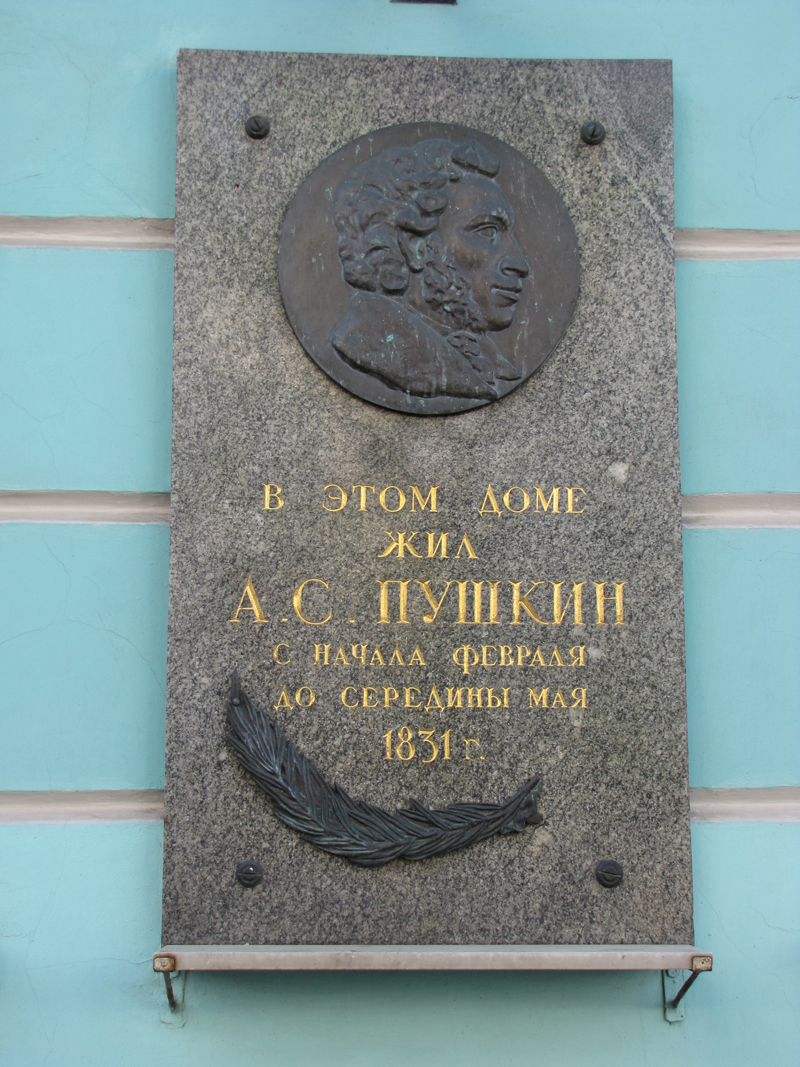 В ЭТОМ ДОМЕ
ЖИЛ
А. С. ПУШКИН
С НАЧАЛА ФЕВРАЛЯ
ДО СЕРЕДИНЫ МАЯ
1831 г.